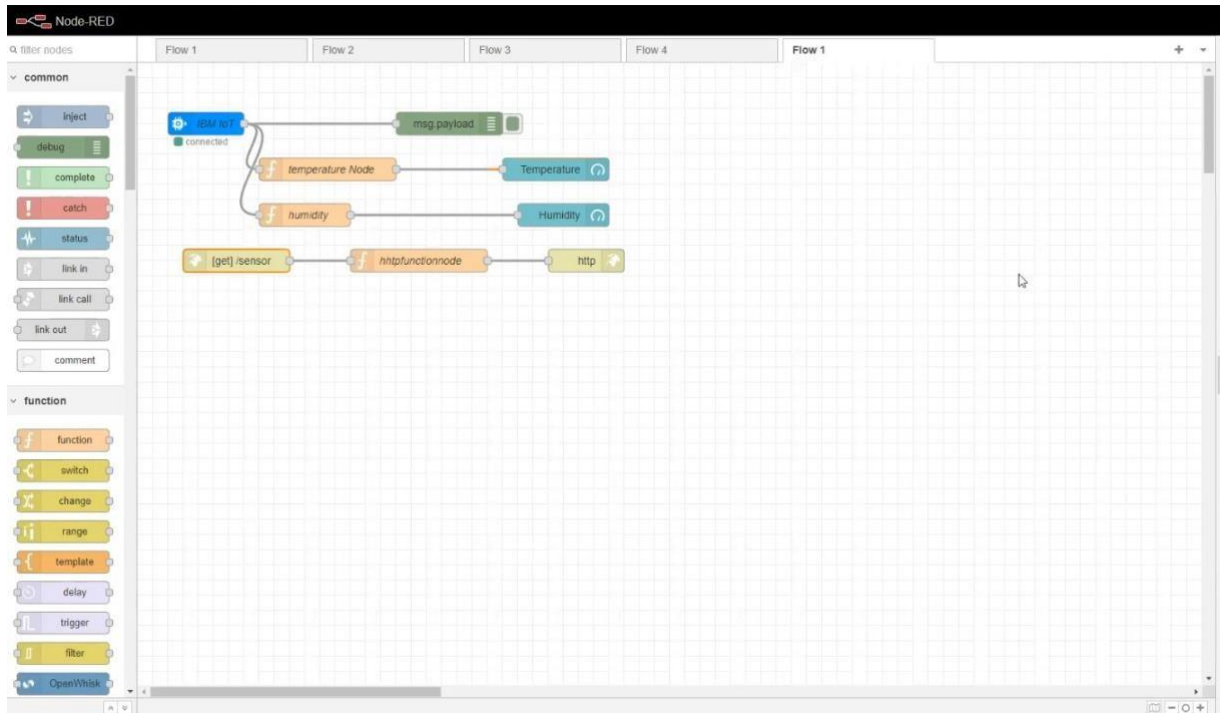 Node-RED
filter nodes
Flow 1
Flow 2
Flow 3
Flow 4
Flow 1
common
inject
debug
complete
catch
status
link in
link call
link out
comment
function
function
switch
change
range
template
delay
trigger
filter
OpenWhisk
IBM IoT
connected
msg.payload
temperature Node
Temperature
humidity
Humidity
[get] /sensor
hhtpfunctionnode
http